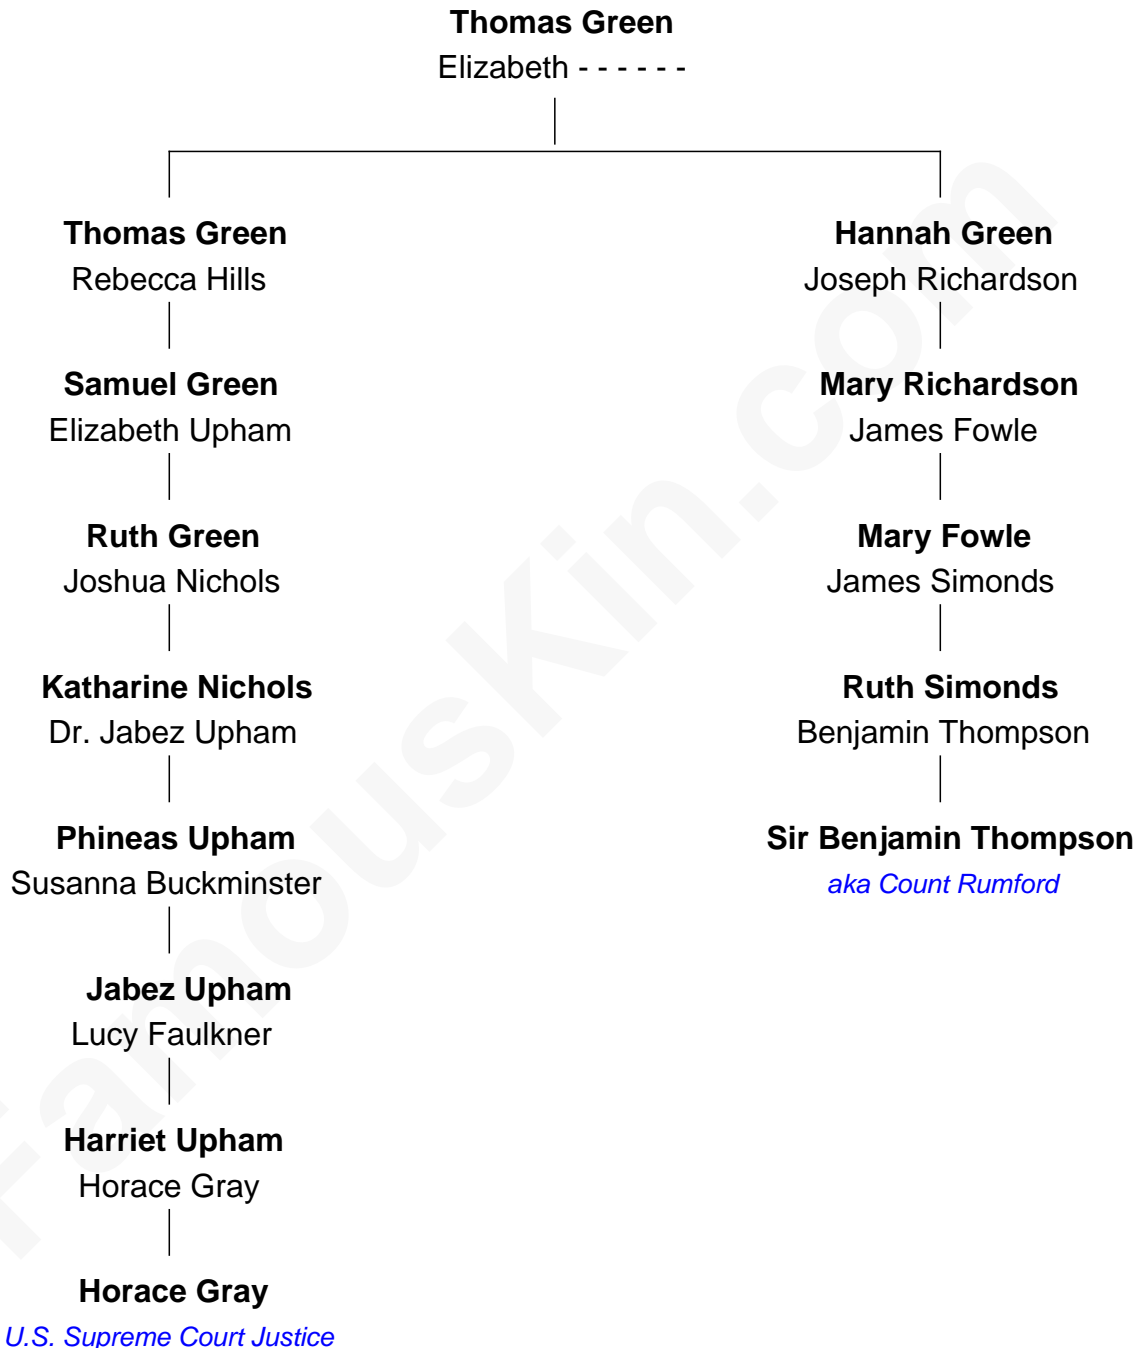 Thomas Green
Elizabeth - - - - - -
Thomas Green
Rebecca Hills
Hannah Green
Joseph Richardson
Samuel Green
Elizabeth Upham
Mary Richardson
James Fowle
Ruth Green
Joshua Nichols
Mary Fowle
James Simonds
Katharine Nichols
Dr. Jabez Upham
Ruth Simonds
Benjamin Thompson
Phineas Upham
Susanna Buckminster
Sir Benjamin Thompson
aka Count Rumford
Jabez Upham
Lucy Faulkner
Harriet Upham
Horace Gray
Horace Gray
U.S. Supreme Court Justice
FamousKin.com